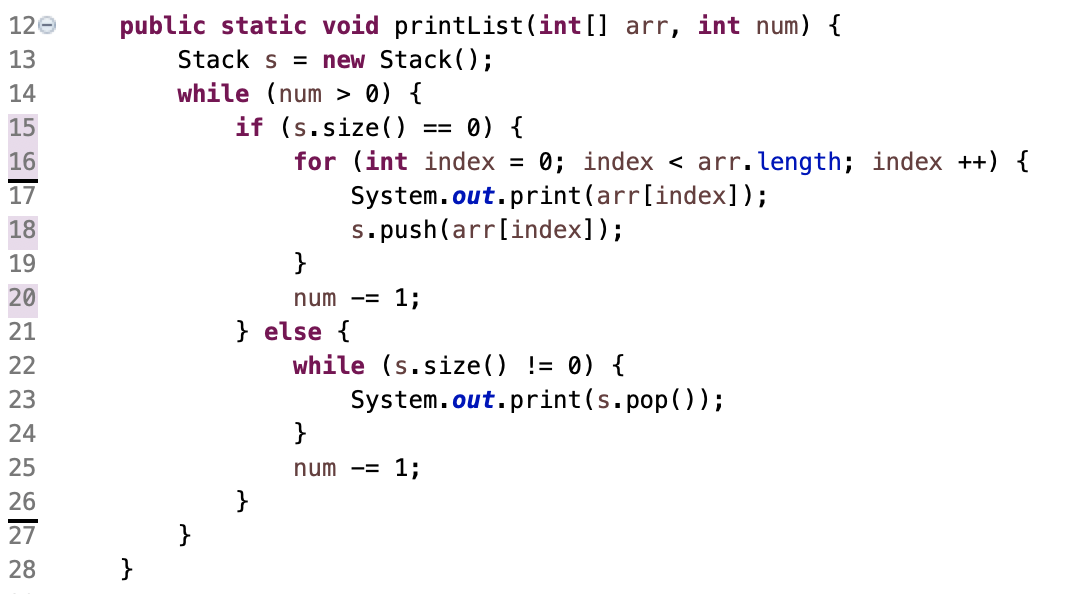 12 public static void printList(int[] arr, int num) {
13 Stack s = new Stack();
14 while (num > 0) {
15 if (s.size() == 0) {
16 for (int index = 0; index < arr.length; index ++) {
17 System.out.print(arr[index]);
18 s.push(arr[index]);
19 }
20 num -= 1;
21 } else {
22 while (s.size() != 0) {
23 System.out.print(s.pop());
24 }
25 num -= 1;
26 }
27 }
28 }